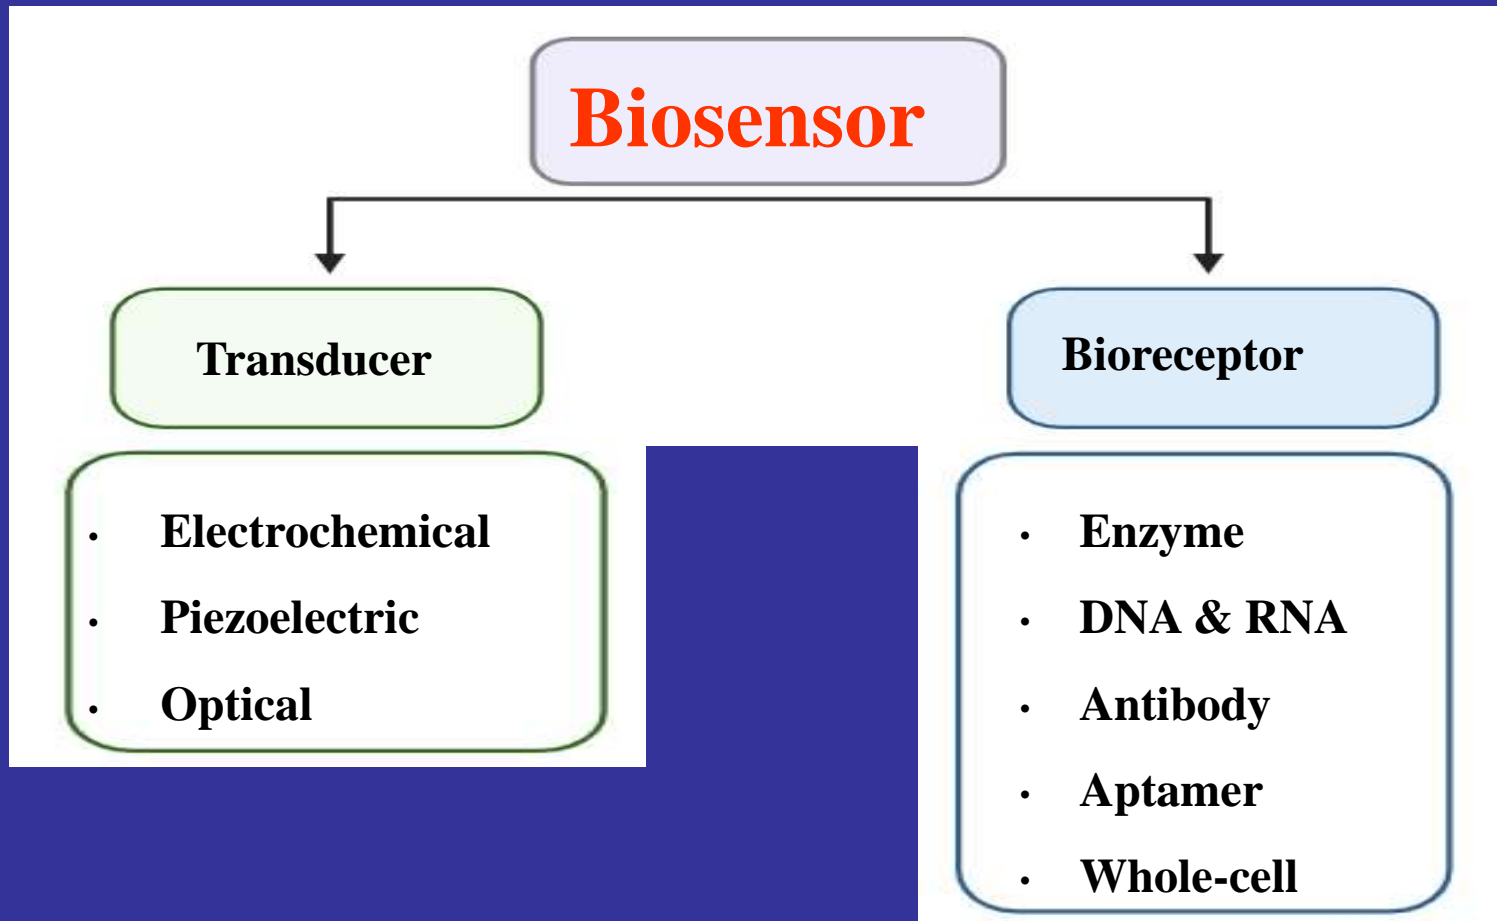 Biosensor
Transducer
Bioreceptor
· Electrochemical
· Piezoelectric
· Optical
· Enzyme
· DNA & RNA
· Antibody
· Aptamer
· Whole-cell